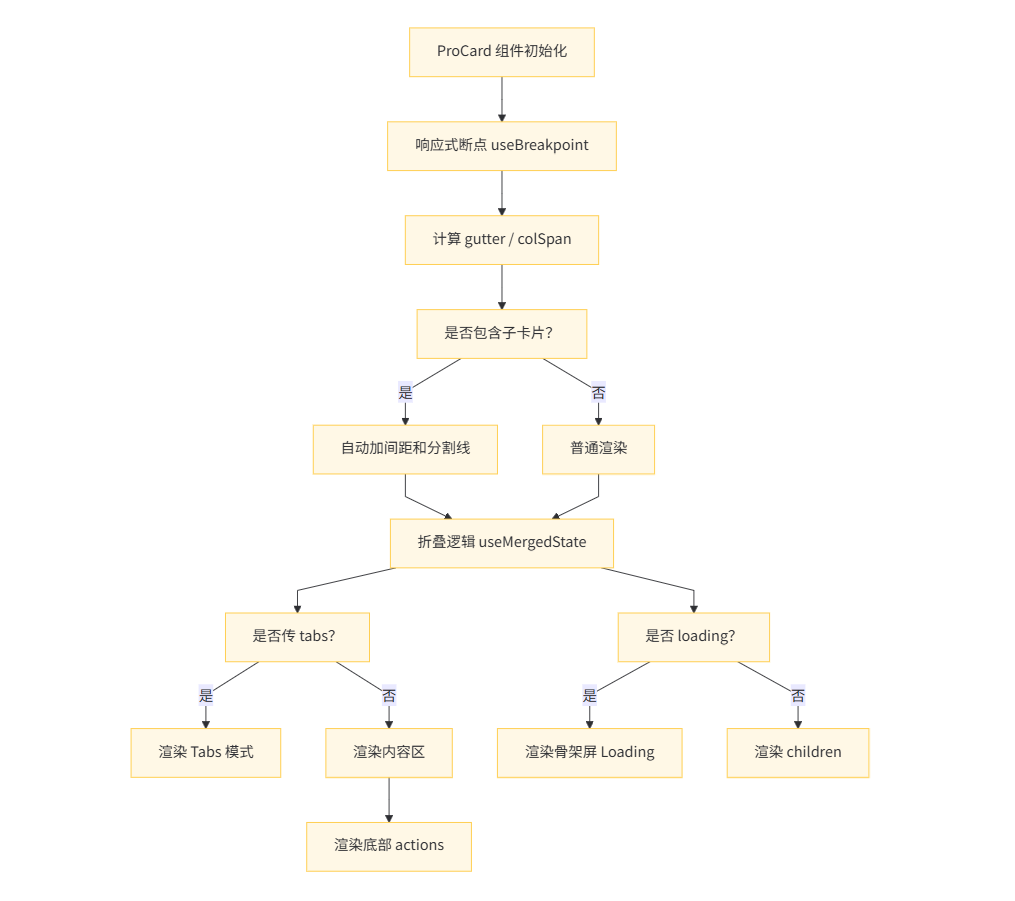 ProCard 组件初始化
响应式断点 useBreakpoint
计算 gutter / colSpan
是否包含子卡片?
是
否
自动加间距和分割线
普通渲染
折叠逻辑 useMergedState
是否传 tabs?
是否 loading?
是
否
是
否
渲染 Tabs 模式
渲染内容区
渲染骨架屏 Loading
渲染 children
渲染底部 actions